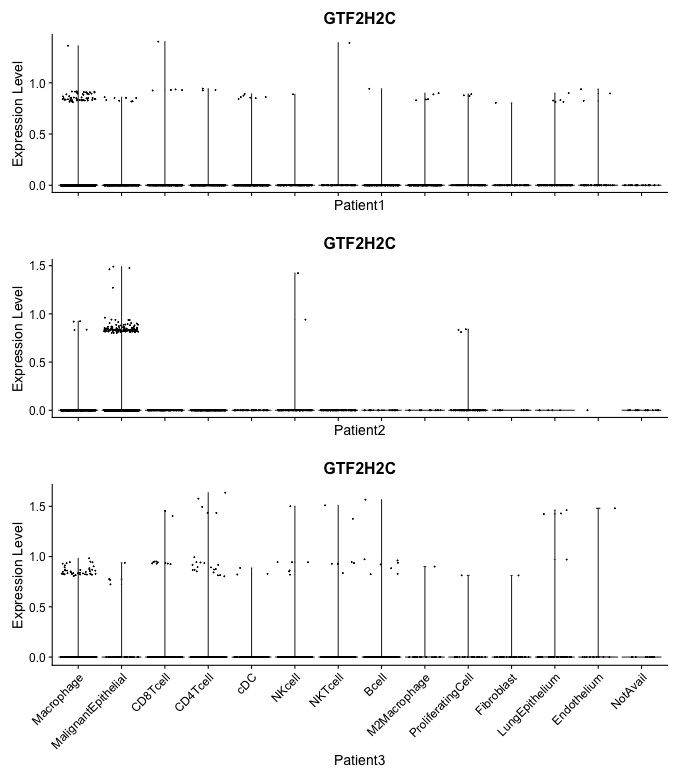 GTF2H2C
Expression Level
1.0
0.5
0.0
Patient1
GTF2H2C
Expression Level
1.5
1.0
0.5
0.0
Patient2
GTF2H2C
Expression Level
1.5
1.0
0.5
0.0
Macrophage
MalignantEpithelial
CD8Tcell
CD4Tcell
cDC
NKcell
NKTcell
Bcell
M2Macrophage
ProliferatingCell
Fibroblast
LungEpithelium
Endothelium
NotAvail
Patient3